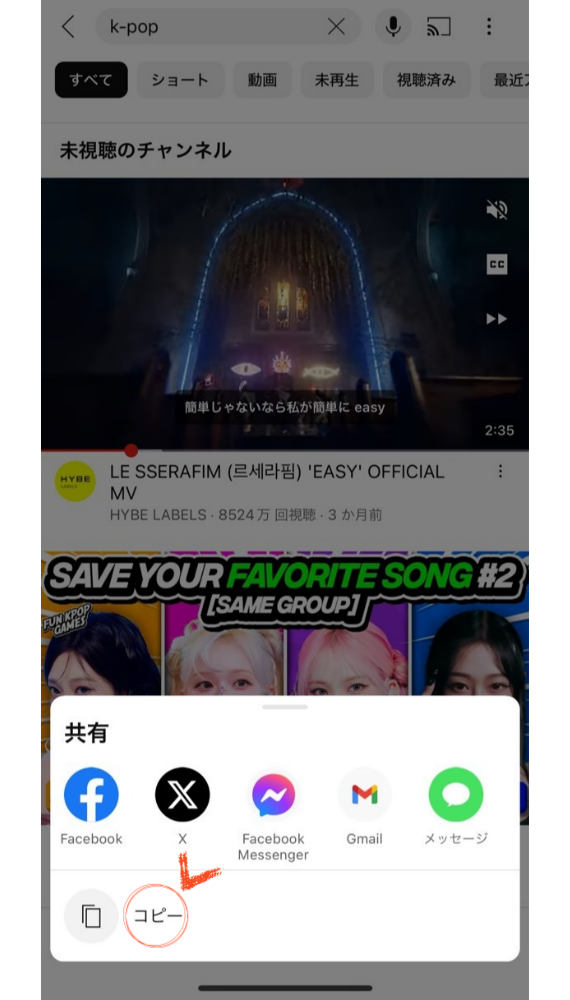 k-pop
すべて
ショート
動画
未再生
視聴済み
最近ア
未視聴のチャンネル
CC
簡単じゃないなら私が簡単に easy
2:35
HYBE
LABELS
LE SSERAFIM (르세라핌) 'EASY' OFFICIAL
MV
HYBE LABELS · 8524万 回視聴 · 3 か月前
SAVE YOUR FAVORITE SONG #2
[SAME GROUP]
FUN KPOP
GAMES
共有
Facebook
X
Facebook
Messenger
Gmail
メッセージ
コピー